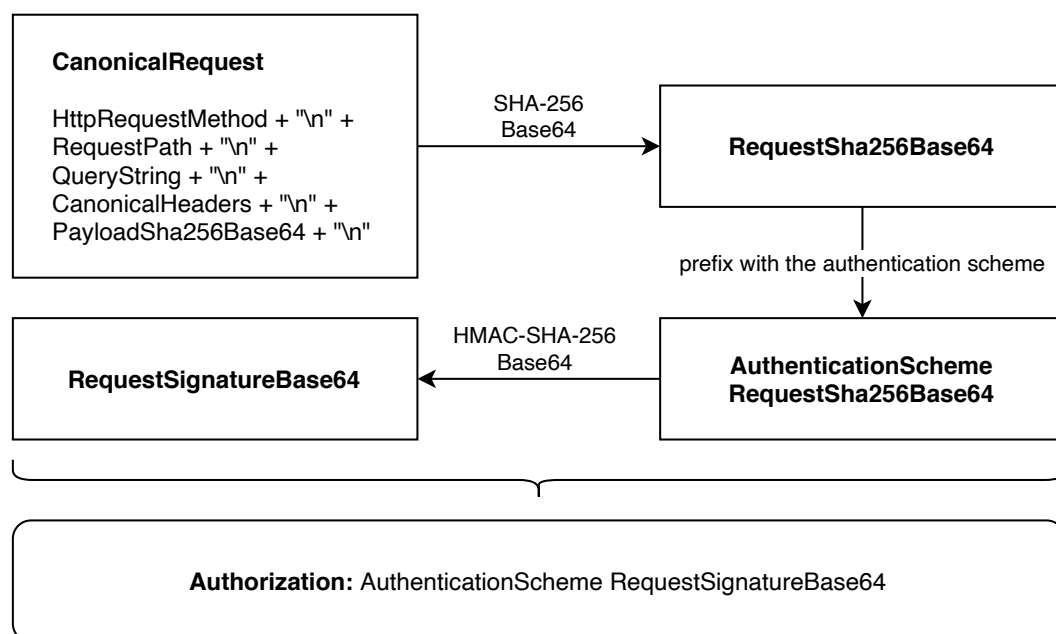 CanonicalRequest
HttpRequestMethod + "\n" +
RequestPath + "\n" +
QueryString + "\n" +
CanonicalHeaders + "\n" +
PayloadSha256Base64 + "\n"
SHA-256
Base64
RequestSha256Base64
prefix with the authentication scheme
AuthenticationScheme
RequestSha256Base64
HMAC-SHA-256
Base64
RequestSignatureBase64
Authorization: AuthenticationScheme RequestSignatureBase64